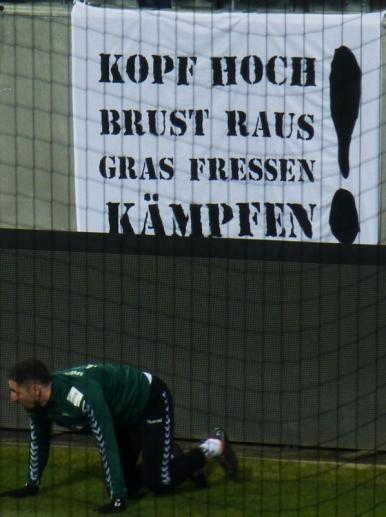 KOPF HOCH
BRUST RAUS
GRAS FRESSEN
KÄMPFEN!